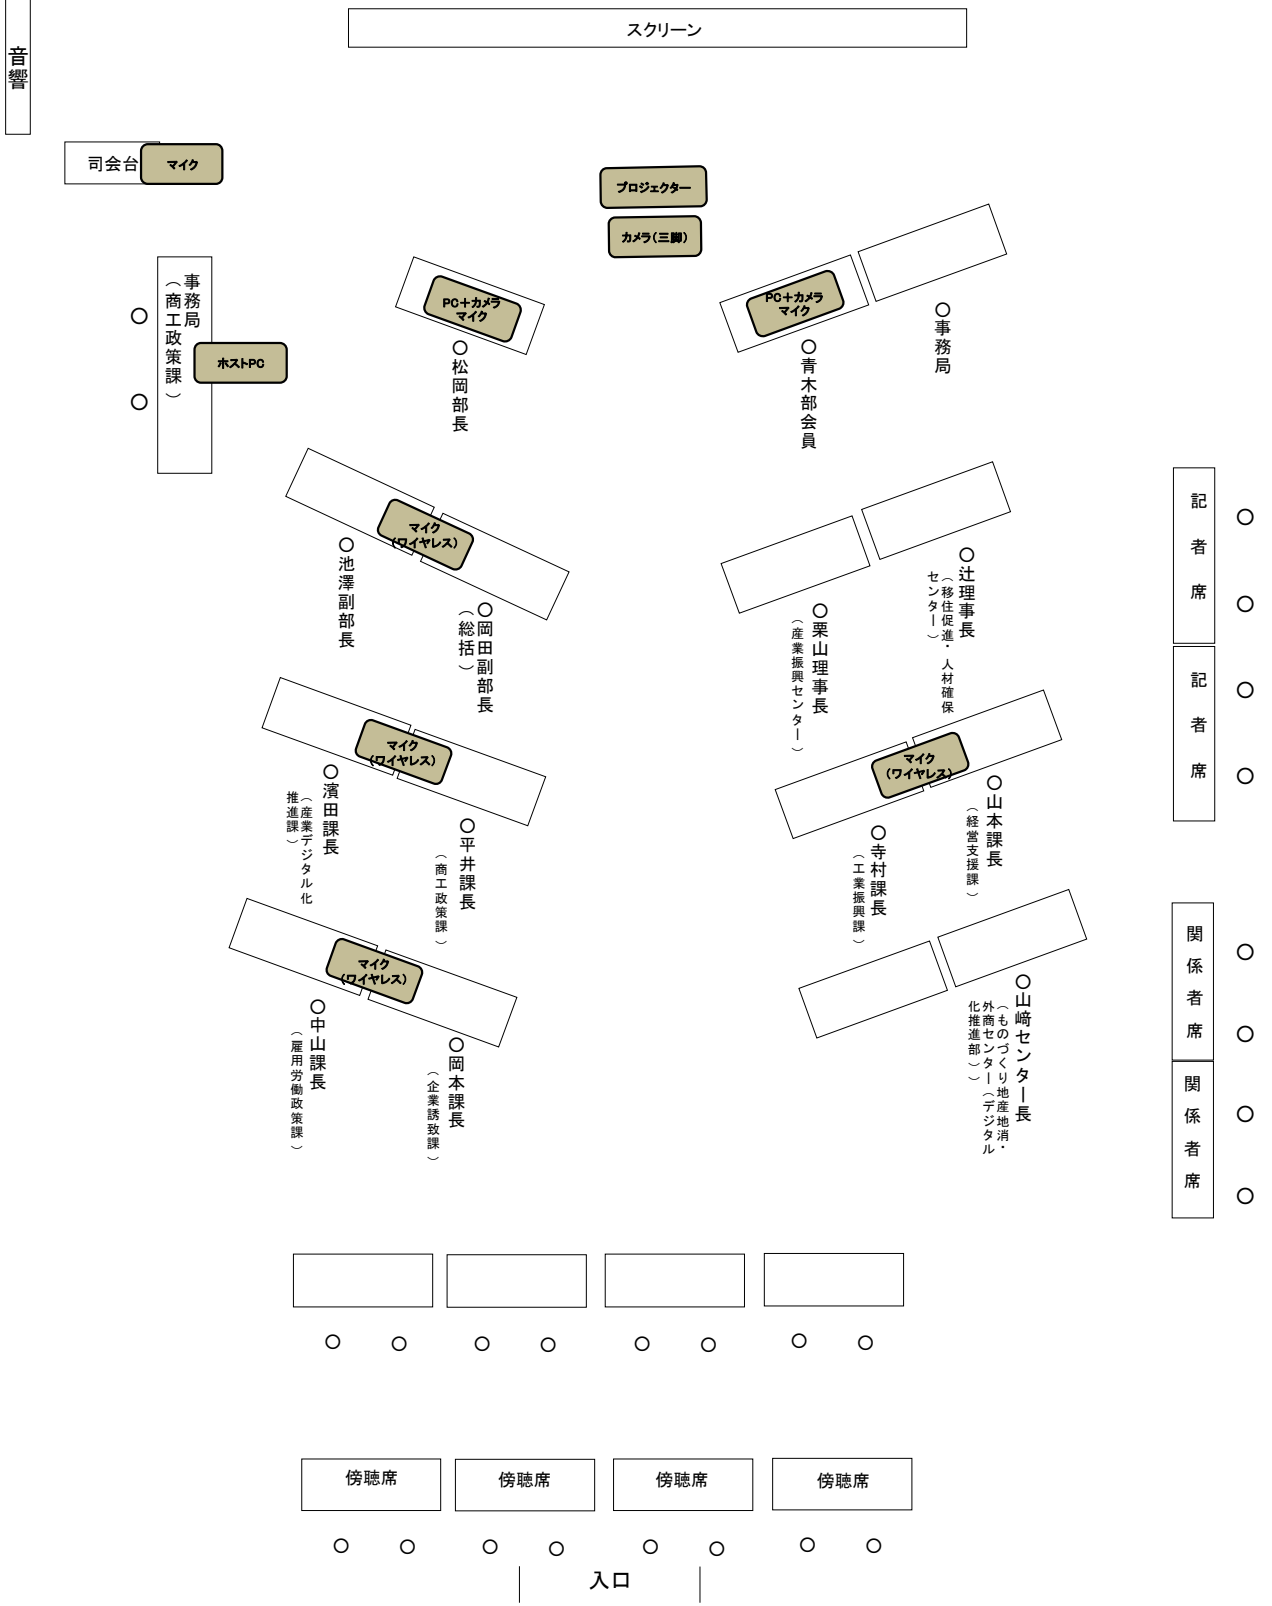 スクリーン
音響
司会台
マイク
プロジェクター
カメラ(三脚)
事務局
（商工政策課）
ホストPC
PC＋カメラ
マイク
○松岡部長
PC＋カメラ
マイク
○青木部会員
○事務局
マイク
(ワイヤレス)
○池澤副部長
○岡田副部長
（総括）
○栗山理事長
（産業振興センター）
○辻理事長
（移住促進・人材確保
センター）
マイク
(ワイヤレス)
○濱田課長
（産業デジタル化
推進課）
○平井課長
（商工政策課）
マイク
(ワイヤレス)
○寺村課長
（工業振興課）
○山本課長
（経営支援課）
マイク
(ワイヤレス)
○中山課長
（雇用労働政策課）
○岡本課長
（企業誘致課）
○山﨑センター長
（ものづくり地産地消・
外商センター（デジタル
化推進部））
記者席
記者席
関係者席
関係者席
傍聴席
傍聴席
傍聴席
傍聴席
入口